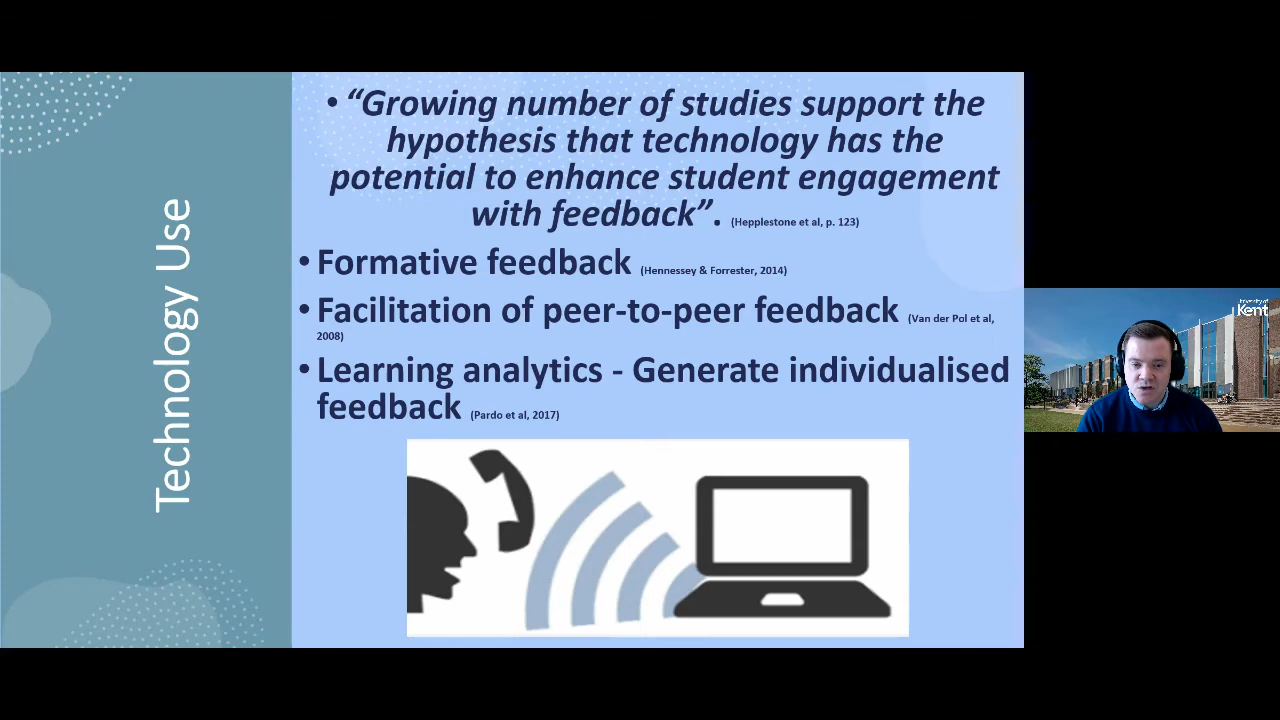 Technology Use
• “Growing number of studies support the
hypothesis that technology has the
potential to enhance student engagement
with feedback”. (Hepplestone et al, p. 123)
• Formative feedback (Hennessey & Forrester, 2014)
• Facilitation of peer-to-peer feedback (Van der Pol et al,
2008)
• Learning analytics - Generate individualised
feedback (Pardo et al, 2017)
University of
Kent